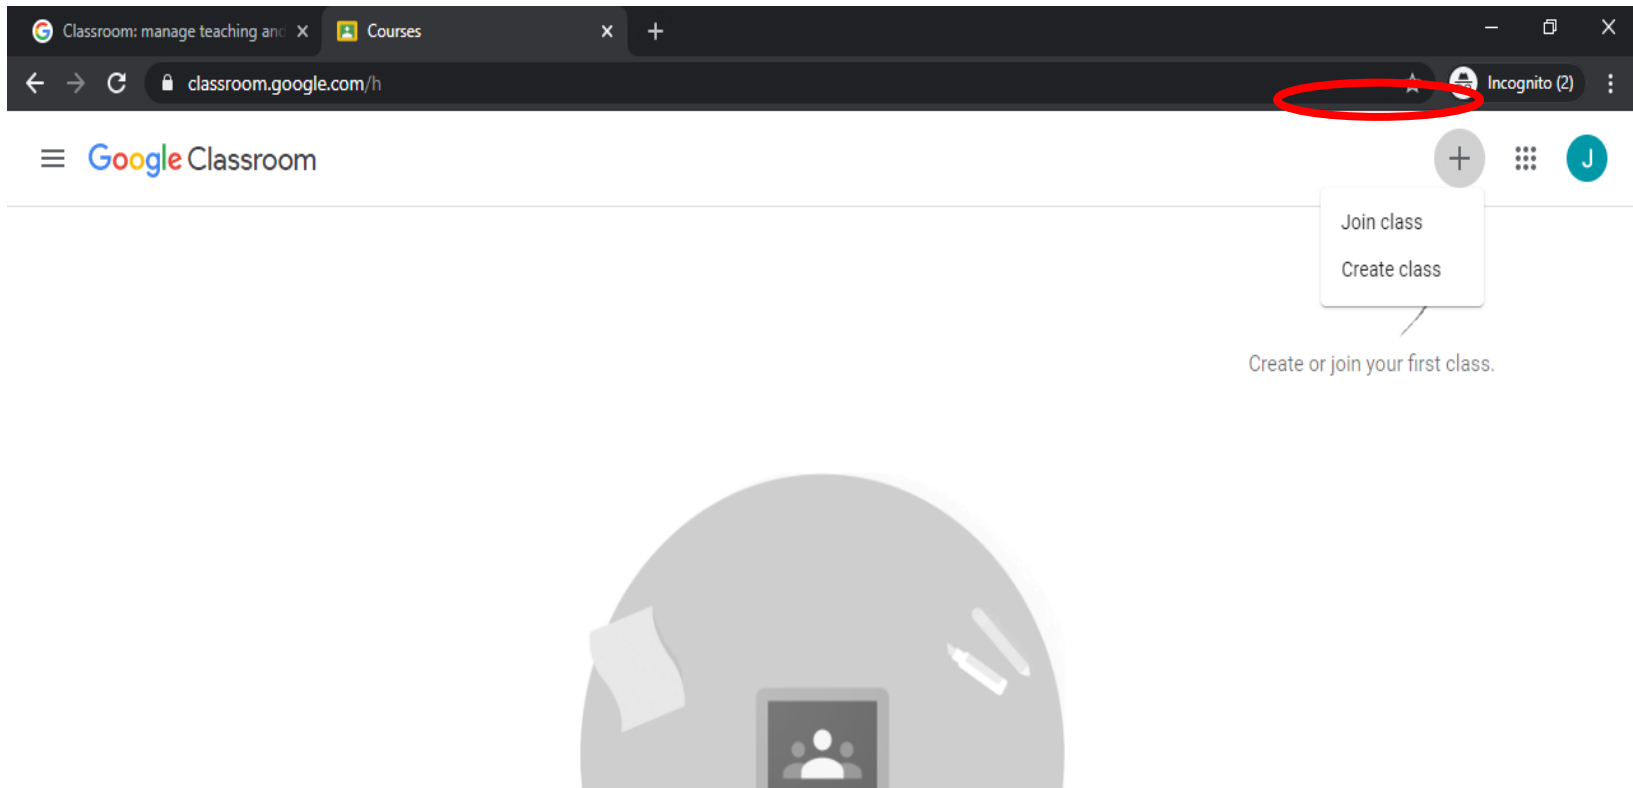 Classroom: manage teaching and
Courses
classroom.google.com/h
Incognito (2)
Google Classroom
J
Join class
Create class
Create or join your first class.